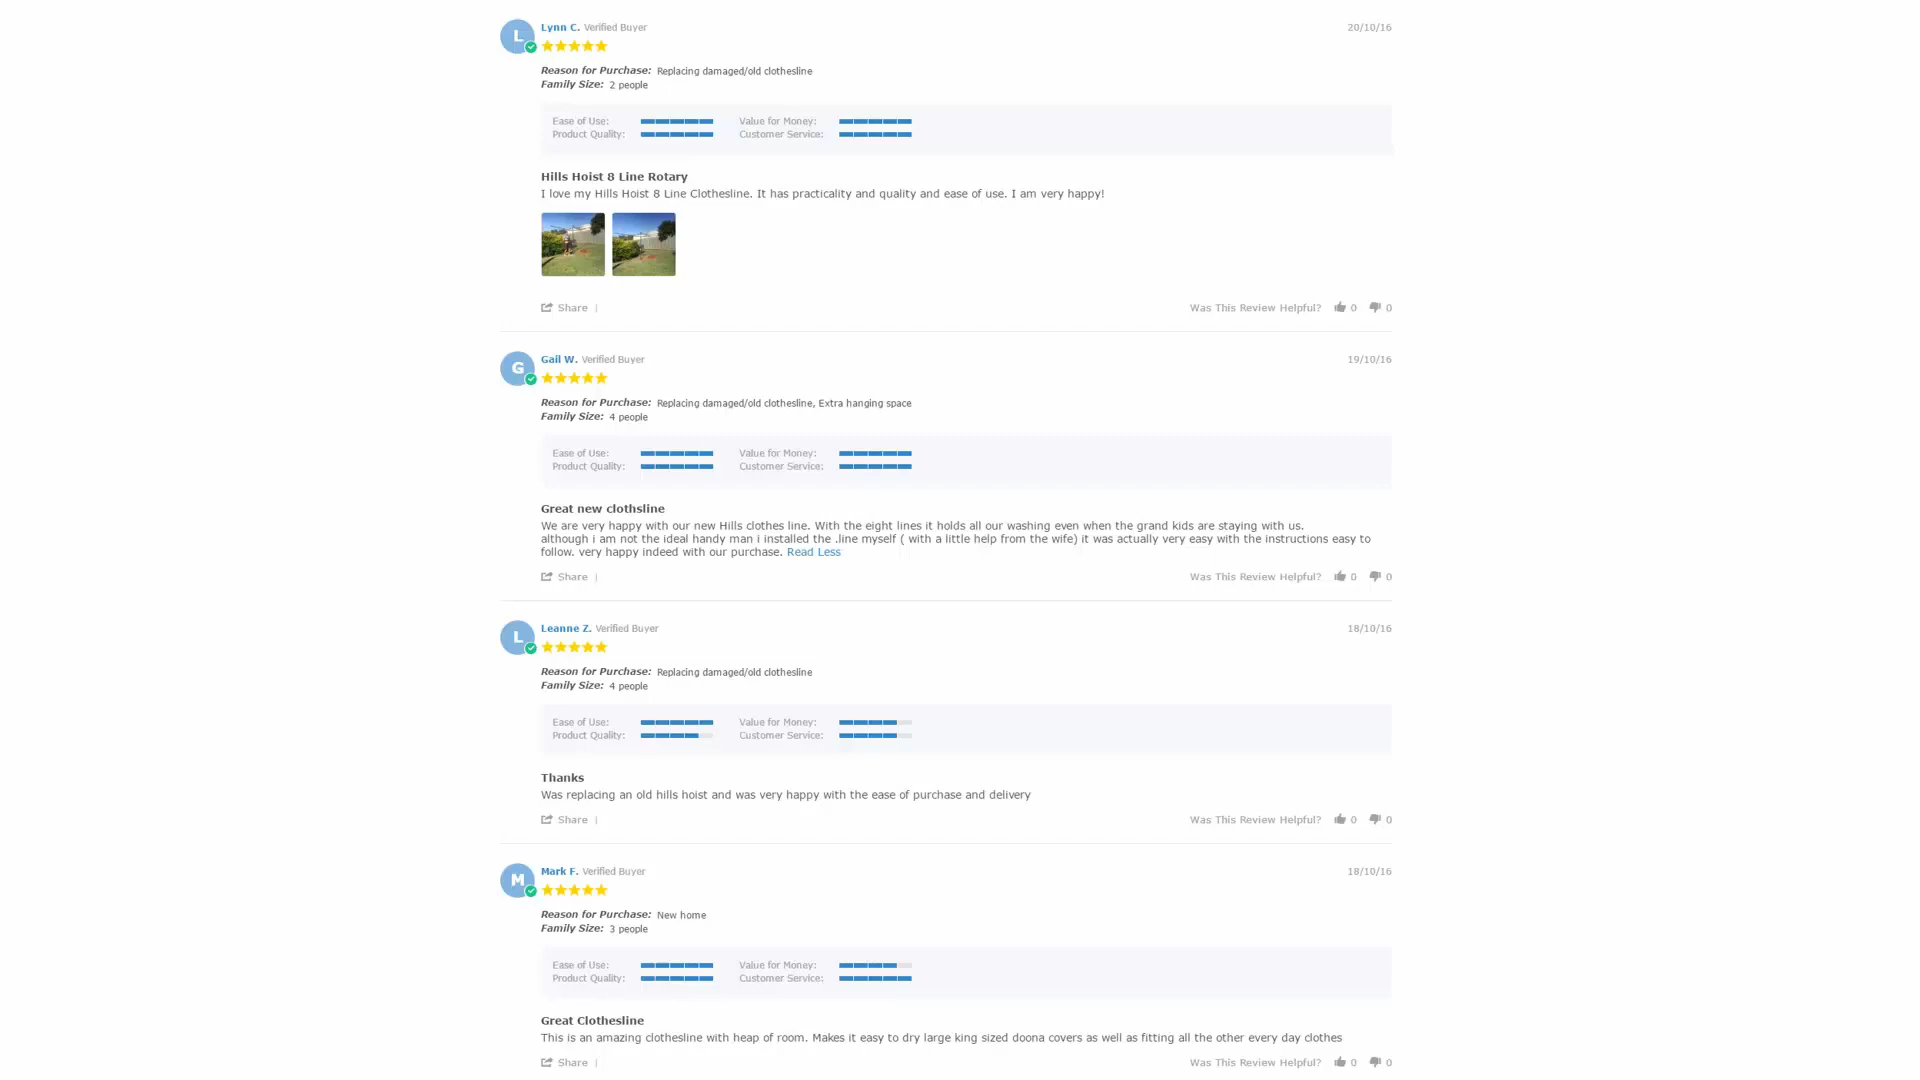 L
Lynn C. Verified Buyer 20/10/16
Reason for Purchase: Replacing damaged/old clothesline
Family Size: 2 people
Ease of Use: Value for Money:
Product Quality: Customer Service:
Hills Hoist 8 Line Rotary
I love my Hills Hoist 8 Line Clothesline. It has practicality and quality and ease of use. I am very happy!
Share | Was This Review Helpful? 0 0
G
Gail W. Verified Buyer 19/10/16
Reason for Purchase: Replacing damaged/old clothesline, Extra hanging space
Family Size: 4 people
Ease of Use: Value for Money:
Product Quality: Customer Service:
Great new clothsline
We are very happy with our new Hills clothes line. With the eight lines it holds all our washing even when the grand kids are staying with us.
although i am not the ideal handy man i installed the .line myself ( with a little help from the wife) it was actually very easy with the instructions easy to
follow. very happy indeed with our purchase. Read Less
Share | Was This Review Helpful? 0 0
L
Leanne Z. Verified Buyer 18/10/16
Reason for Purchase: Replacing damaged/old clothesline
Family Size: 4 people
Ease of Use: Value for Money:
Product Quality: Customer Service:
Thanks
Was replacing an old hills hoist and was very happy with the ease of purchase and delivery
Share | Was This Review Helpful? 0 0
M
Mark F. Verified Buyer 18/10/16
Reason for Purchase: New home
Family Size: 3 people
Ease of Use: Value for Money:
Product Quality: Customer Service:
Great Clothesline
This is an amazing clothesline with heap of room. Makes it easy to dry large king sized doona covers as well as fitting all the other every day clothes
Share | Was This Review Helpful? 0 0